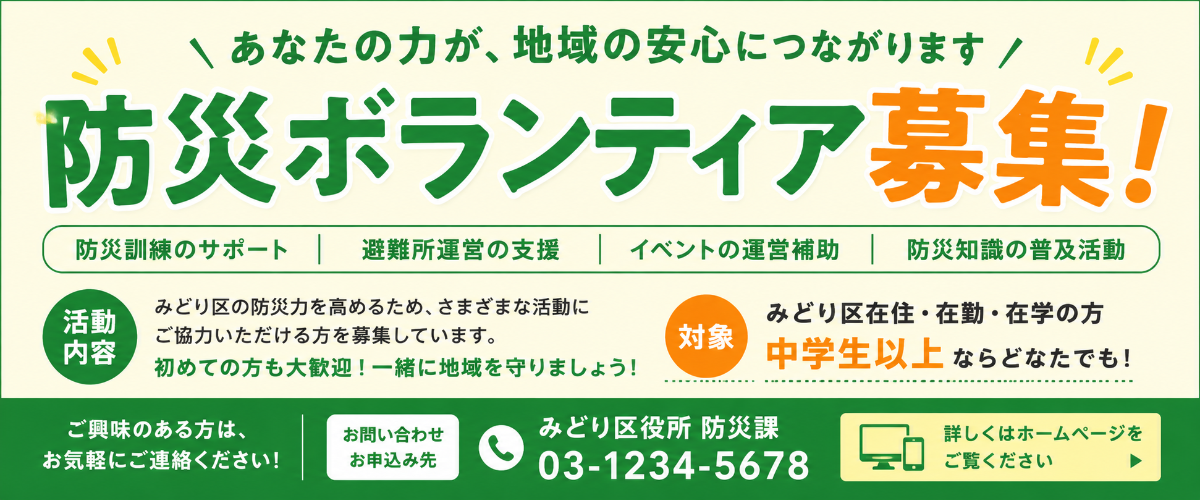 あなたの力が、地域の安心につながります
防災ボランティア募集！
防災訓練のサポート
避難所運営の支援
イベントの運営補助
防災知識の普及活動
活動
内容
みどり区の防災力を高めるため、さまざまな活動に
ご協力いただける方を募集しています。
初めての方も大歓迎！一緒に地域を守りましょう！
対象
みどり区在住・在勤・在学の方
中学生以上 ならどなたでも！
ご興味のある方は、
お気軽にご連絡ください！
お問い合わせ
お申込み先
みどり区役所 防災課
03-1234-5678
詳しくはホームページを
ご覧ください